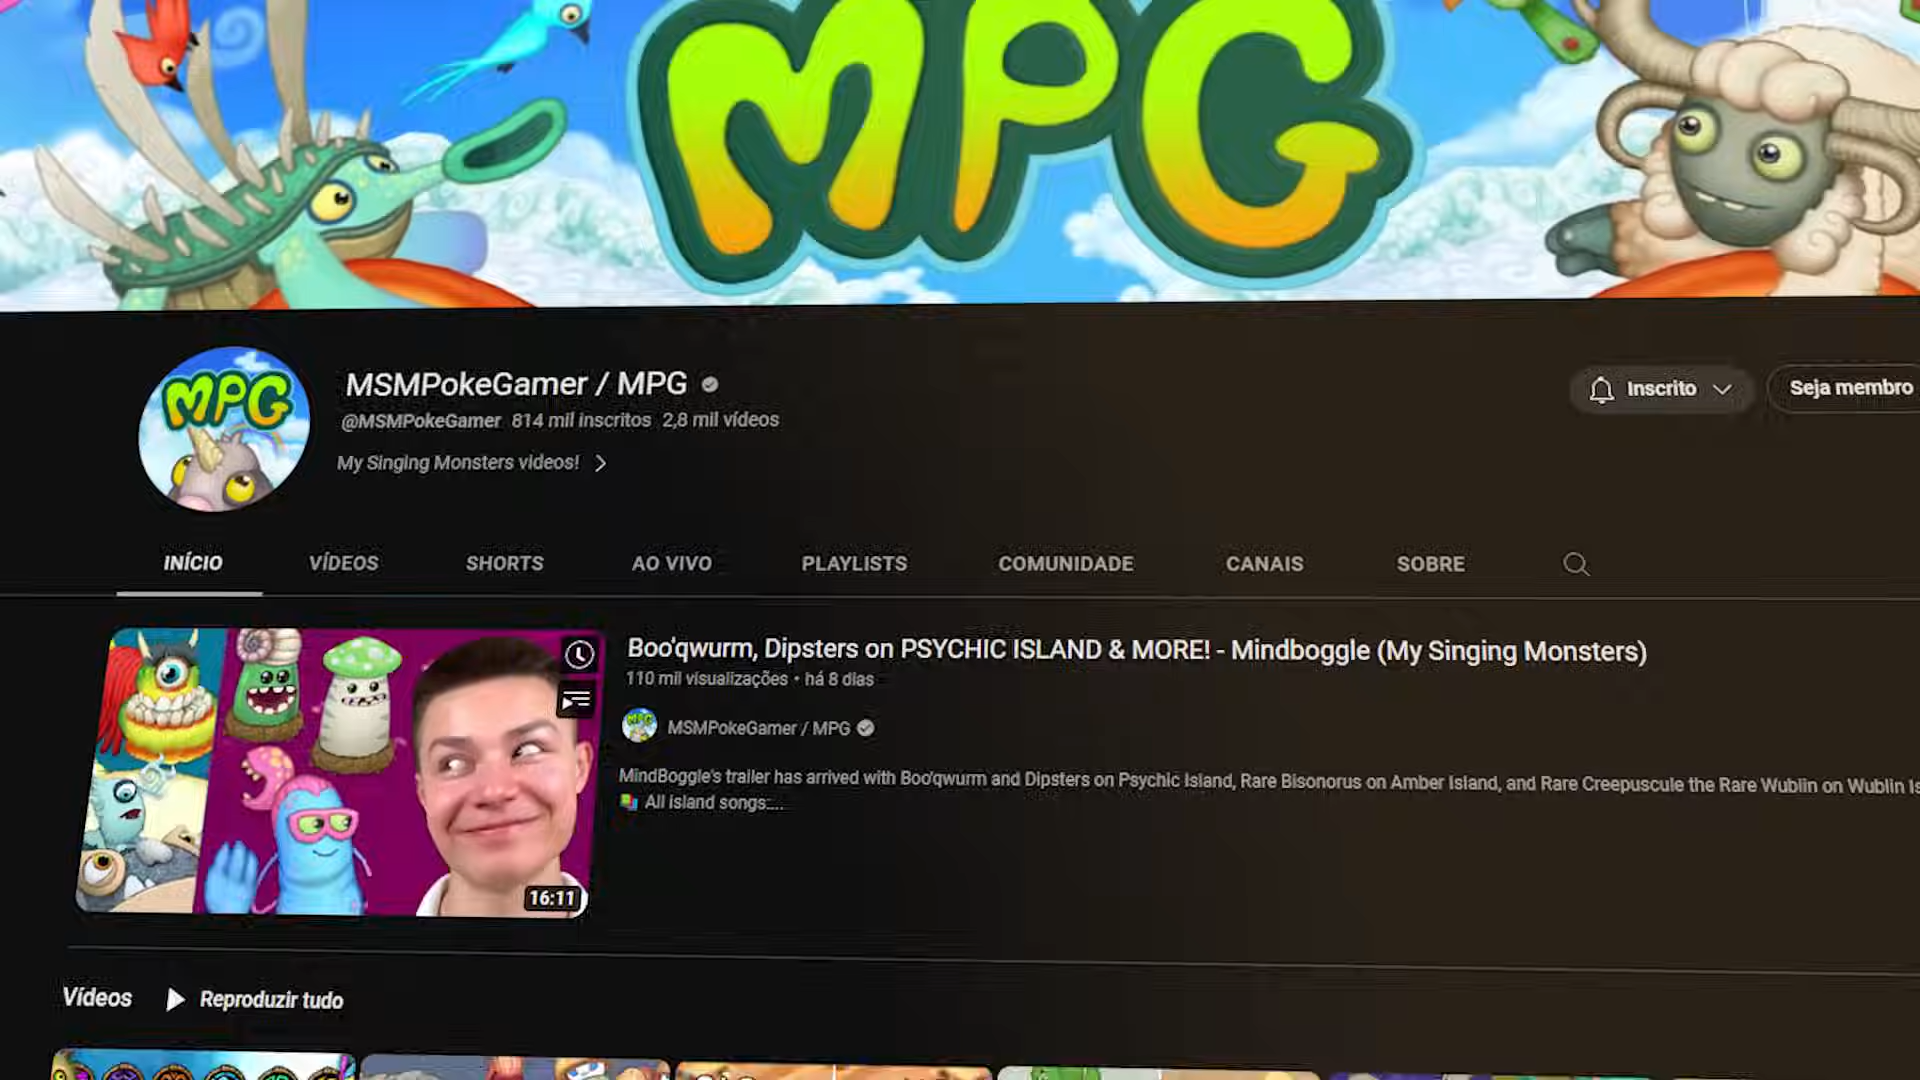 MPG
MPG
MSMPokeGamer / MPG
@MSMPokeGamer 814 mil inscritos 2,8 mil vídeos
My Singing Monsters videos!
Inscrito
Seja membro
INÍCIO VÍDEOS SHORTS AO VIVO PLAYLISTS COMUNIDADE CANAIS SOBRE
16:11
Boo'qwurm, Dipsters on PSYCHIC ISLAND & MORE! - Mindboggle (My Singing Monsters)
110 mil visualizações • há 8 dias
MPG
MSMPokeGamer / MPG
MindBoggle's trailer has arrived with Boo'qwurm and Dipsters on Psychic Island, Rare Bisonorus on Amber Island, and Rare Creepuscule the Rare Wublin on Wublin Is
All island songs:...
Vídeos
Reproduzir tudo